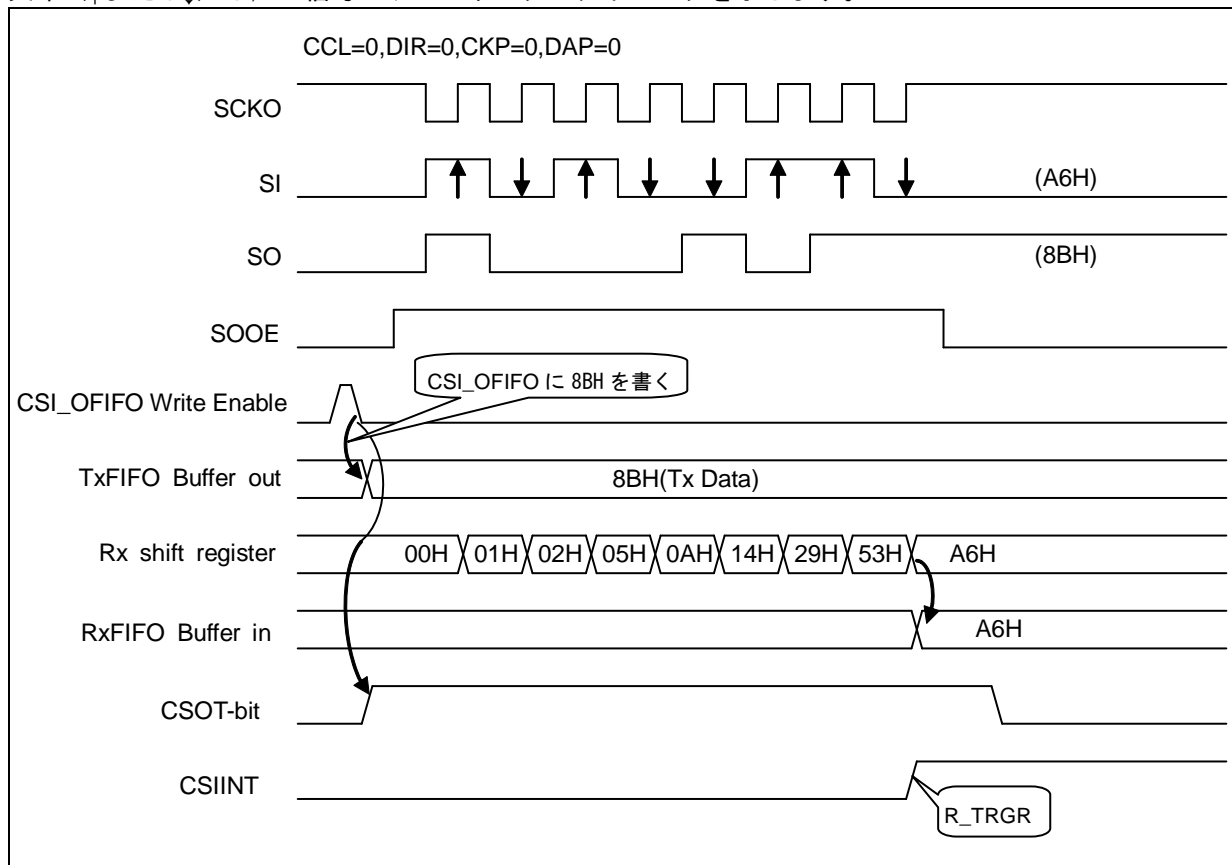 CCL=0,DIR=0,CKP=0,DAP=0
SCKO
SI
(A6H)
SO
(8BH)
SOOE
CSI_OFIFO に 8BH を書く
CSI_OFIFO Write Enable
TxFIFO Buffer out
8BH(Tx Data)
Rx shift register
00H 01H 02H 05H 0AH 14H 29H 53H A6H
RxFIFO Buffer in
A6H
CSOT-bit
CSIINT
R_TRGR